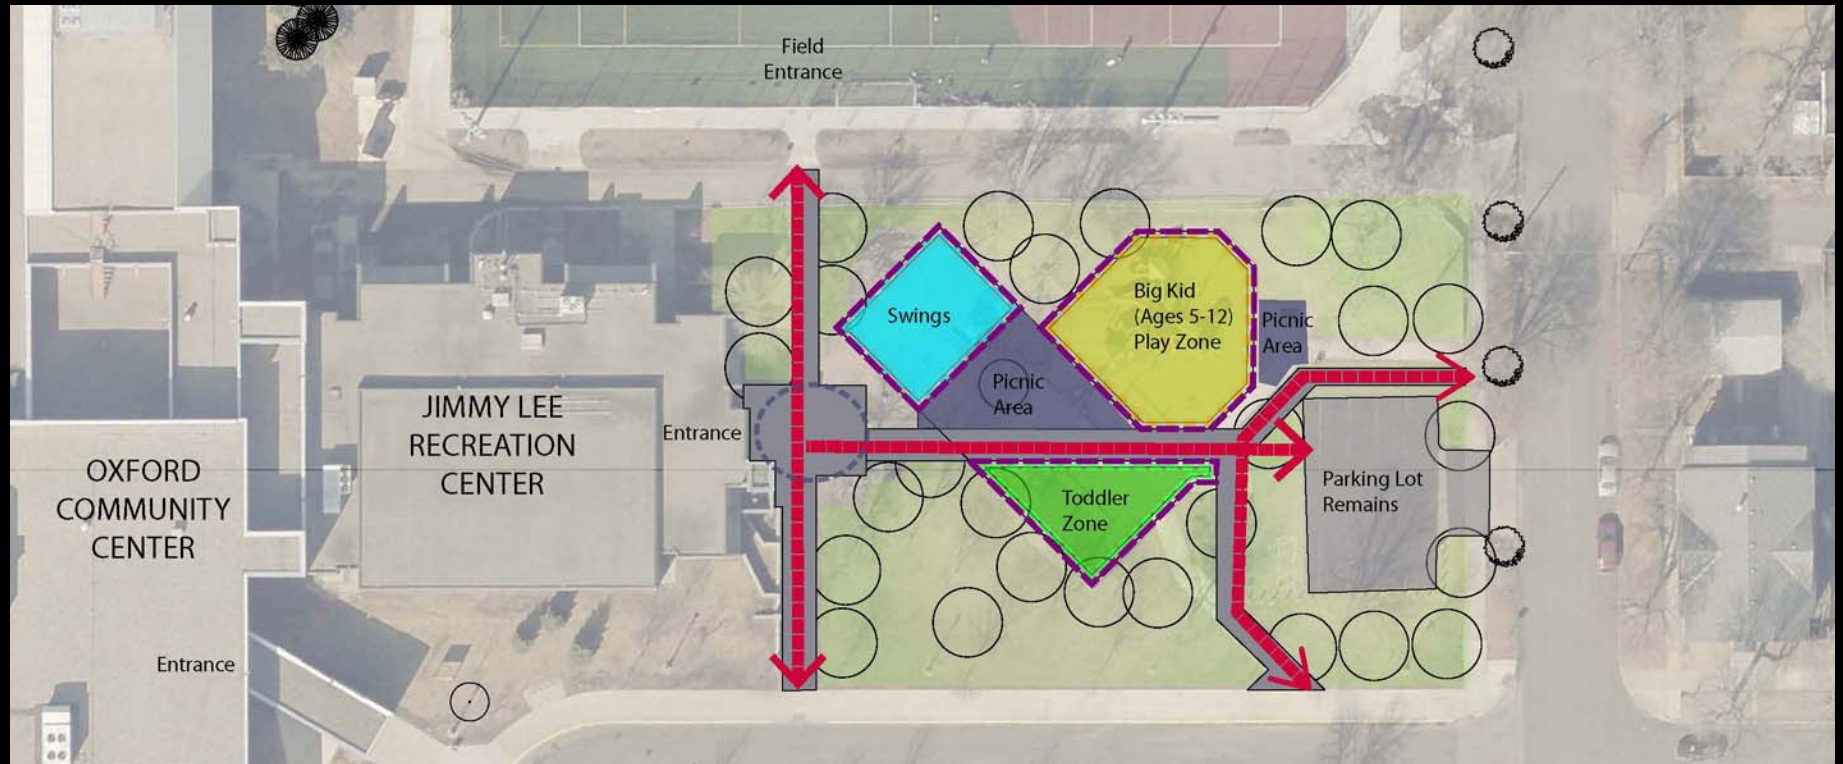 Field
Entrance
Swings
Big Kid
(Ages 5-12)
Play Zone
Picnic
Area
Picnic
Area
JIMMY LEE
RECREATION
CENTER
Entrance
OXFORD
COMMUNITY
CENTER
Toddler
Zone
Parking Lot
Remains
Entrance